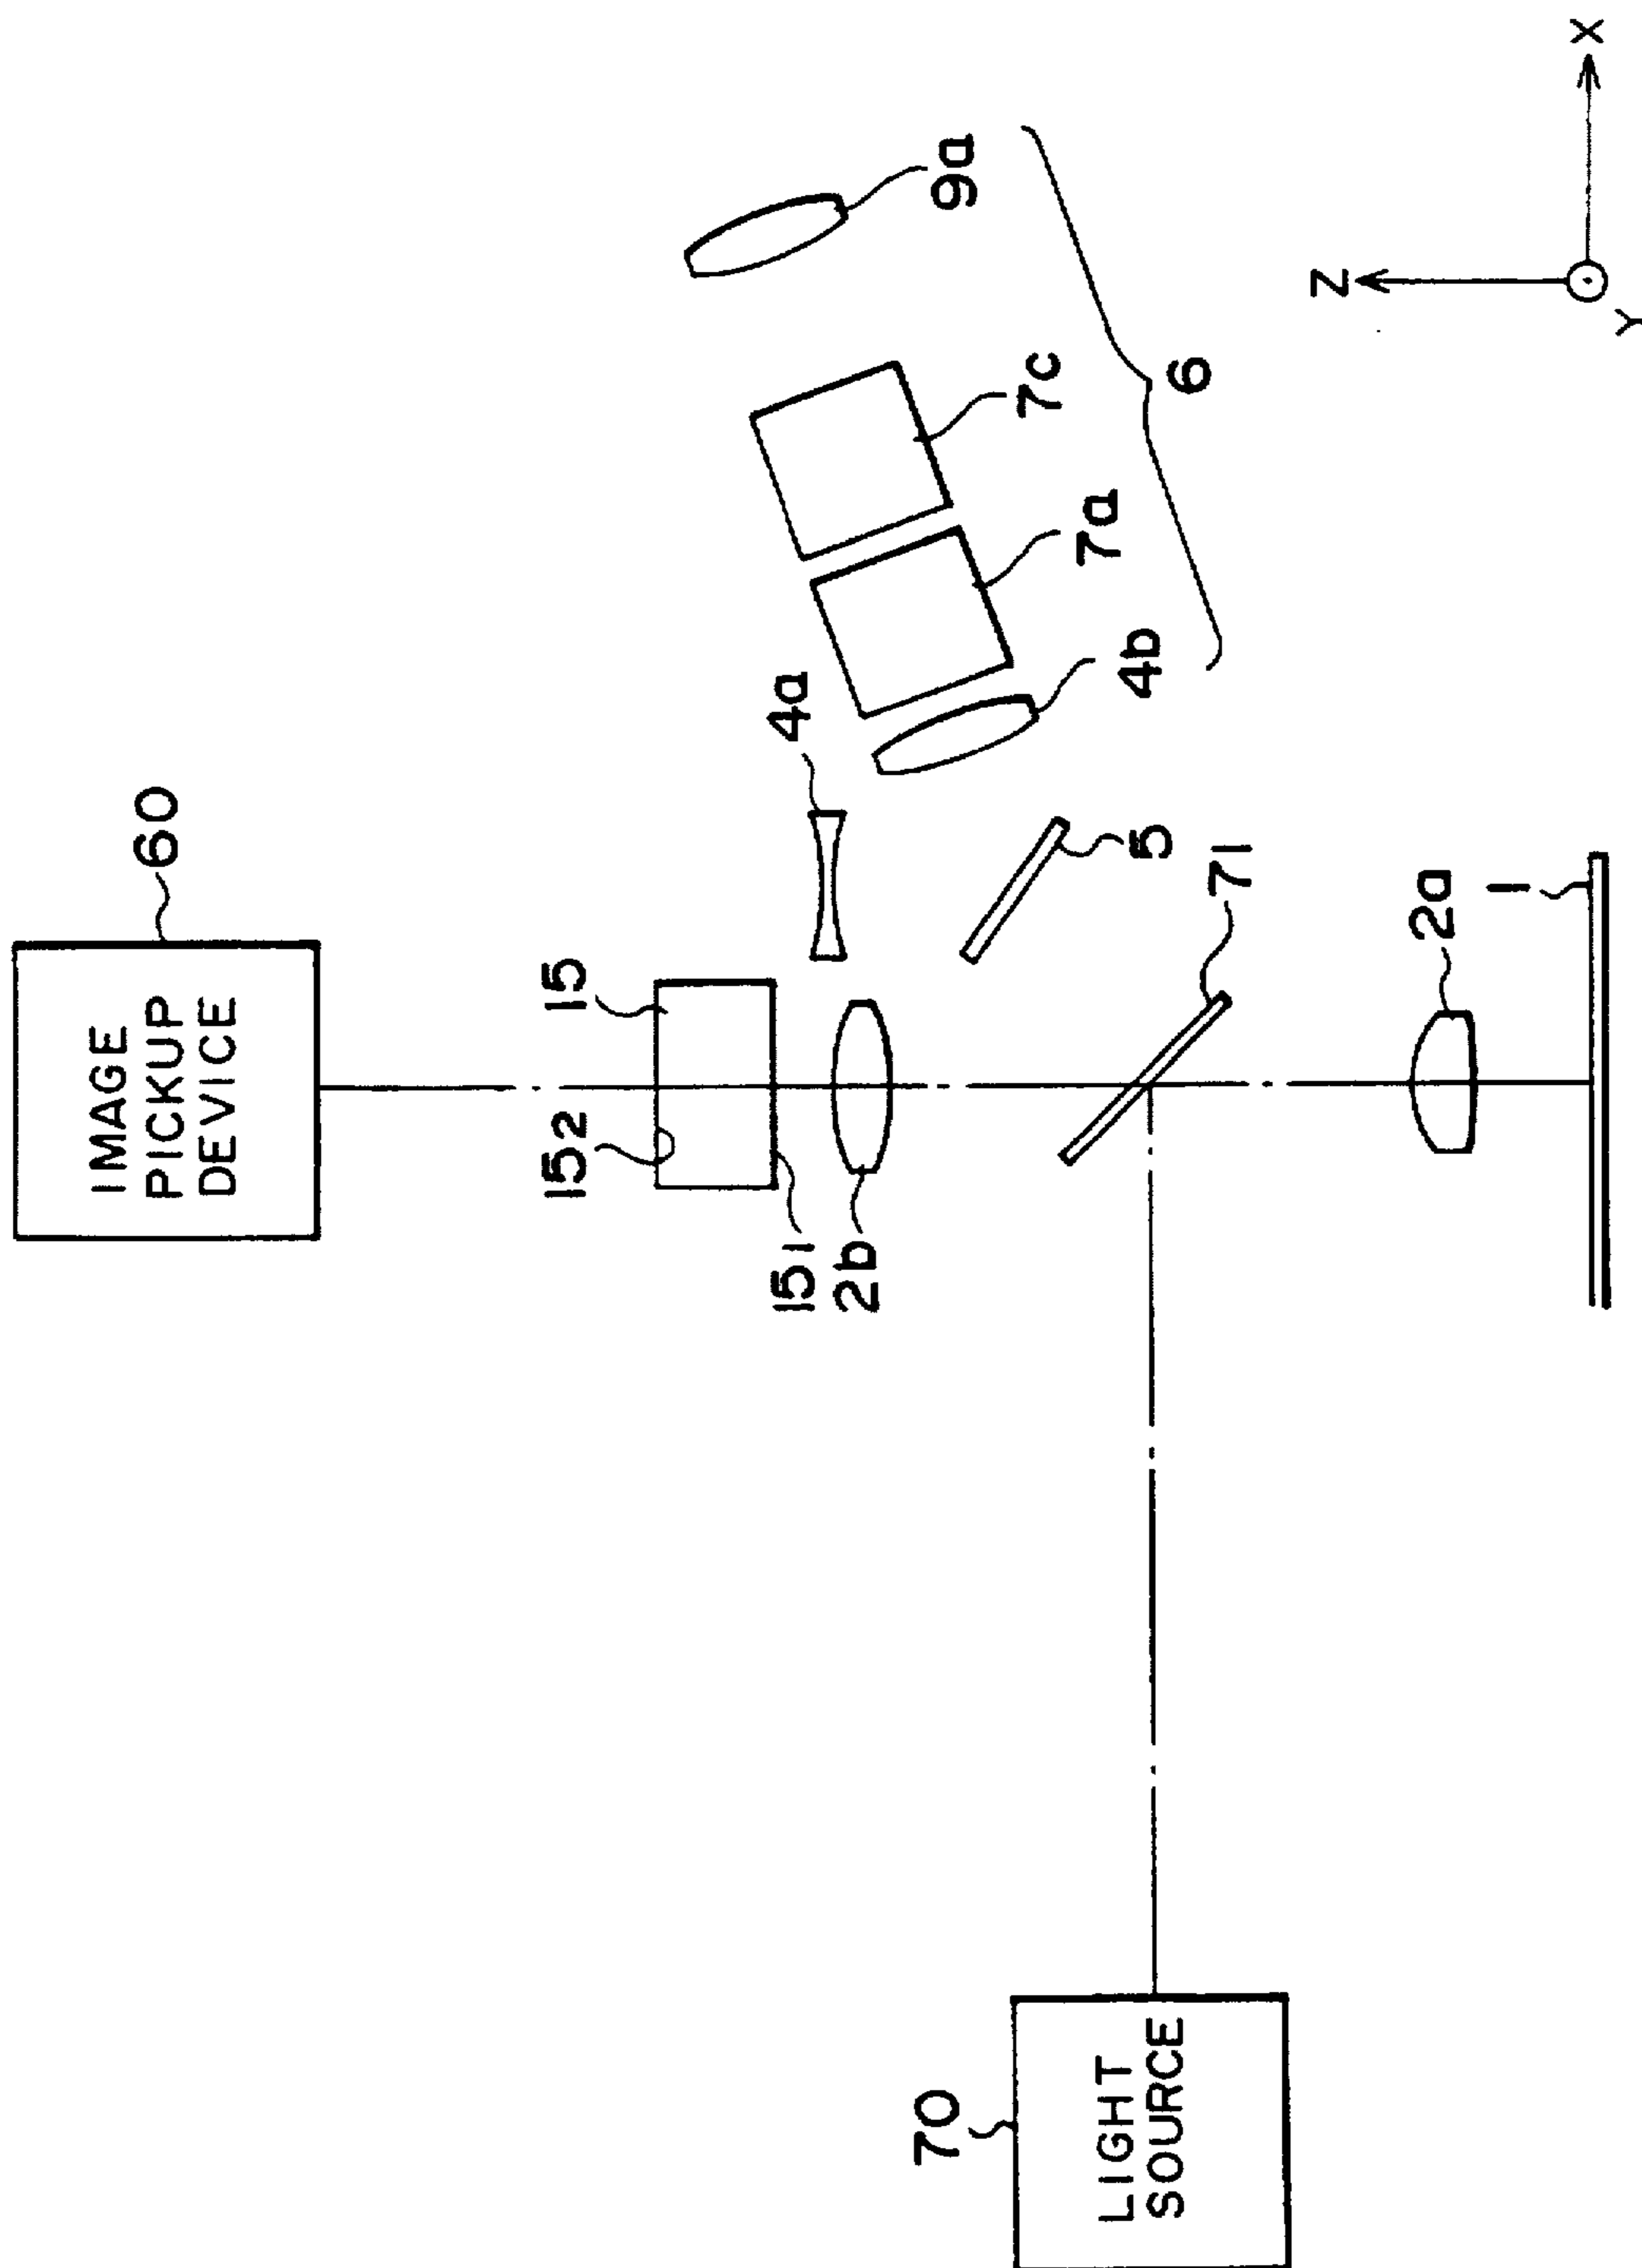 60
IMAGE
PICKUP
DEVICE
15
152
151
2b
4a
4b
7a
7c
9a
6
5
71
2a
1
70
LIGHT
SOURCE
Z
X
Y